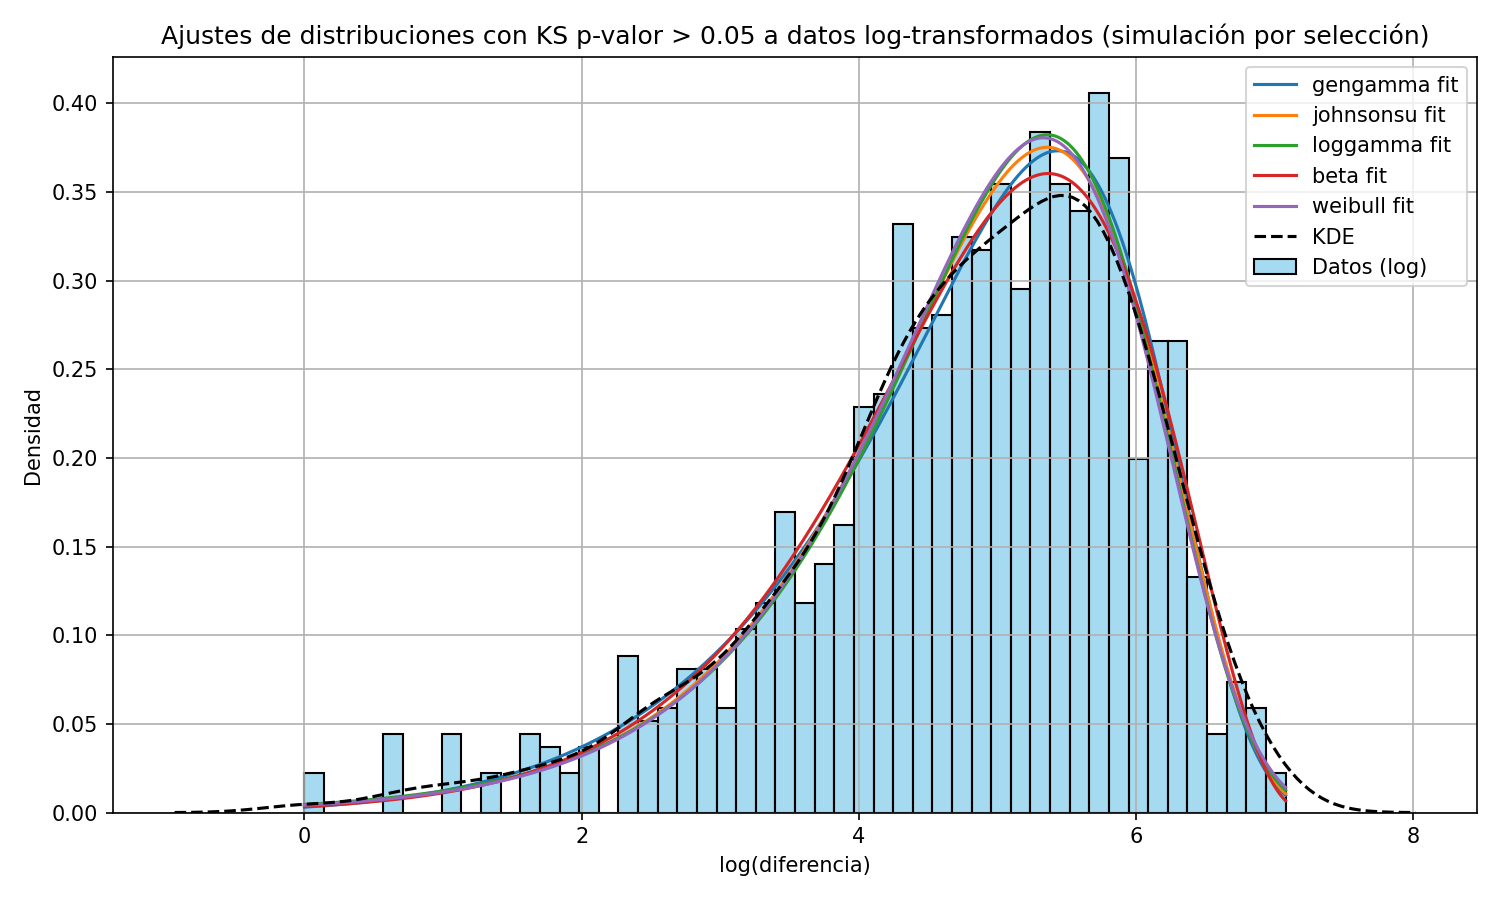 Ajustes de distribuciones con KS p-valor > 0.05 a datos log-transformados (simulación por selección)
gengamma fit
johnsonsu fit
loggamma fit
beta fit
weibull fit
KDE
Datos (log)
Densidad
0.40
0.35
0.30
0.25
0.20
0.15
0.10
0.05
0.00
0 2 4 6 8
log(diferencia)